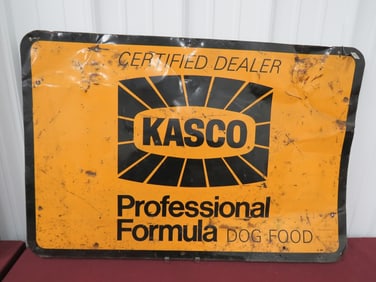 CERTIFIED DEALER
KASCO
Professional
Formula DOG FOOD